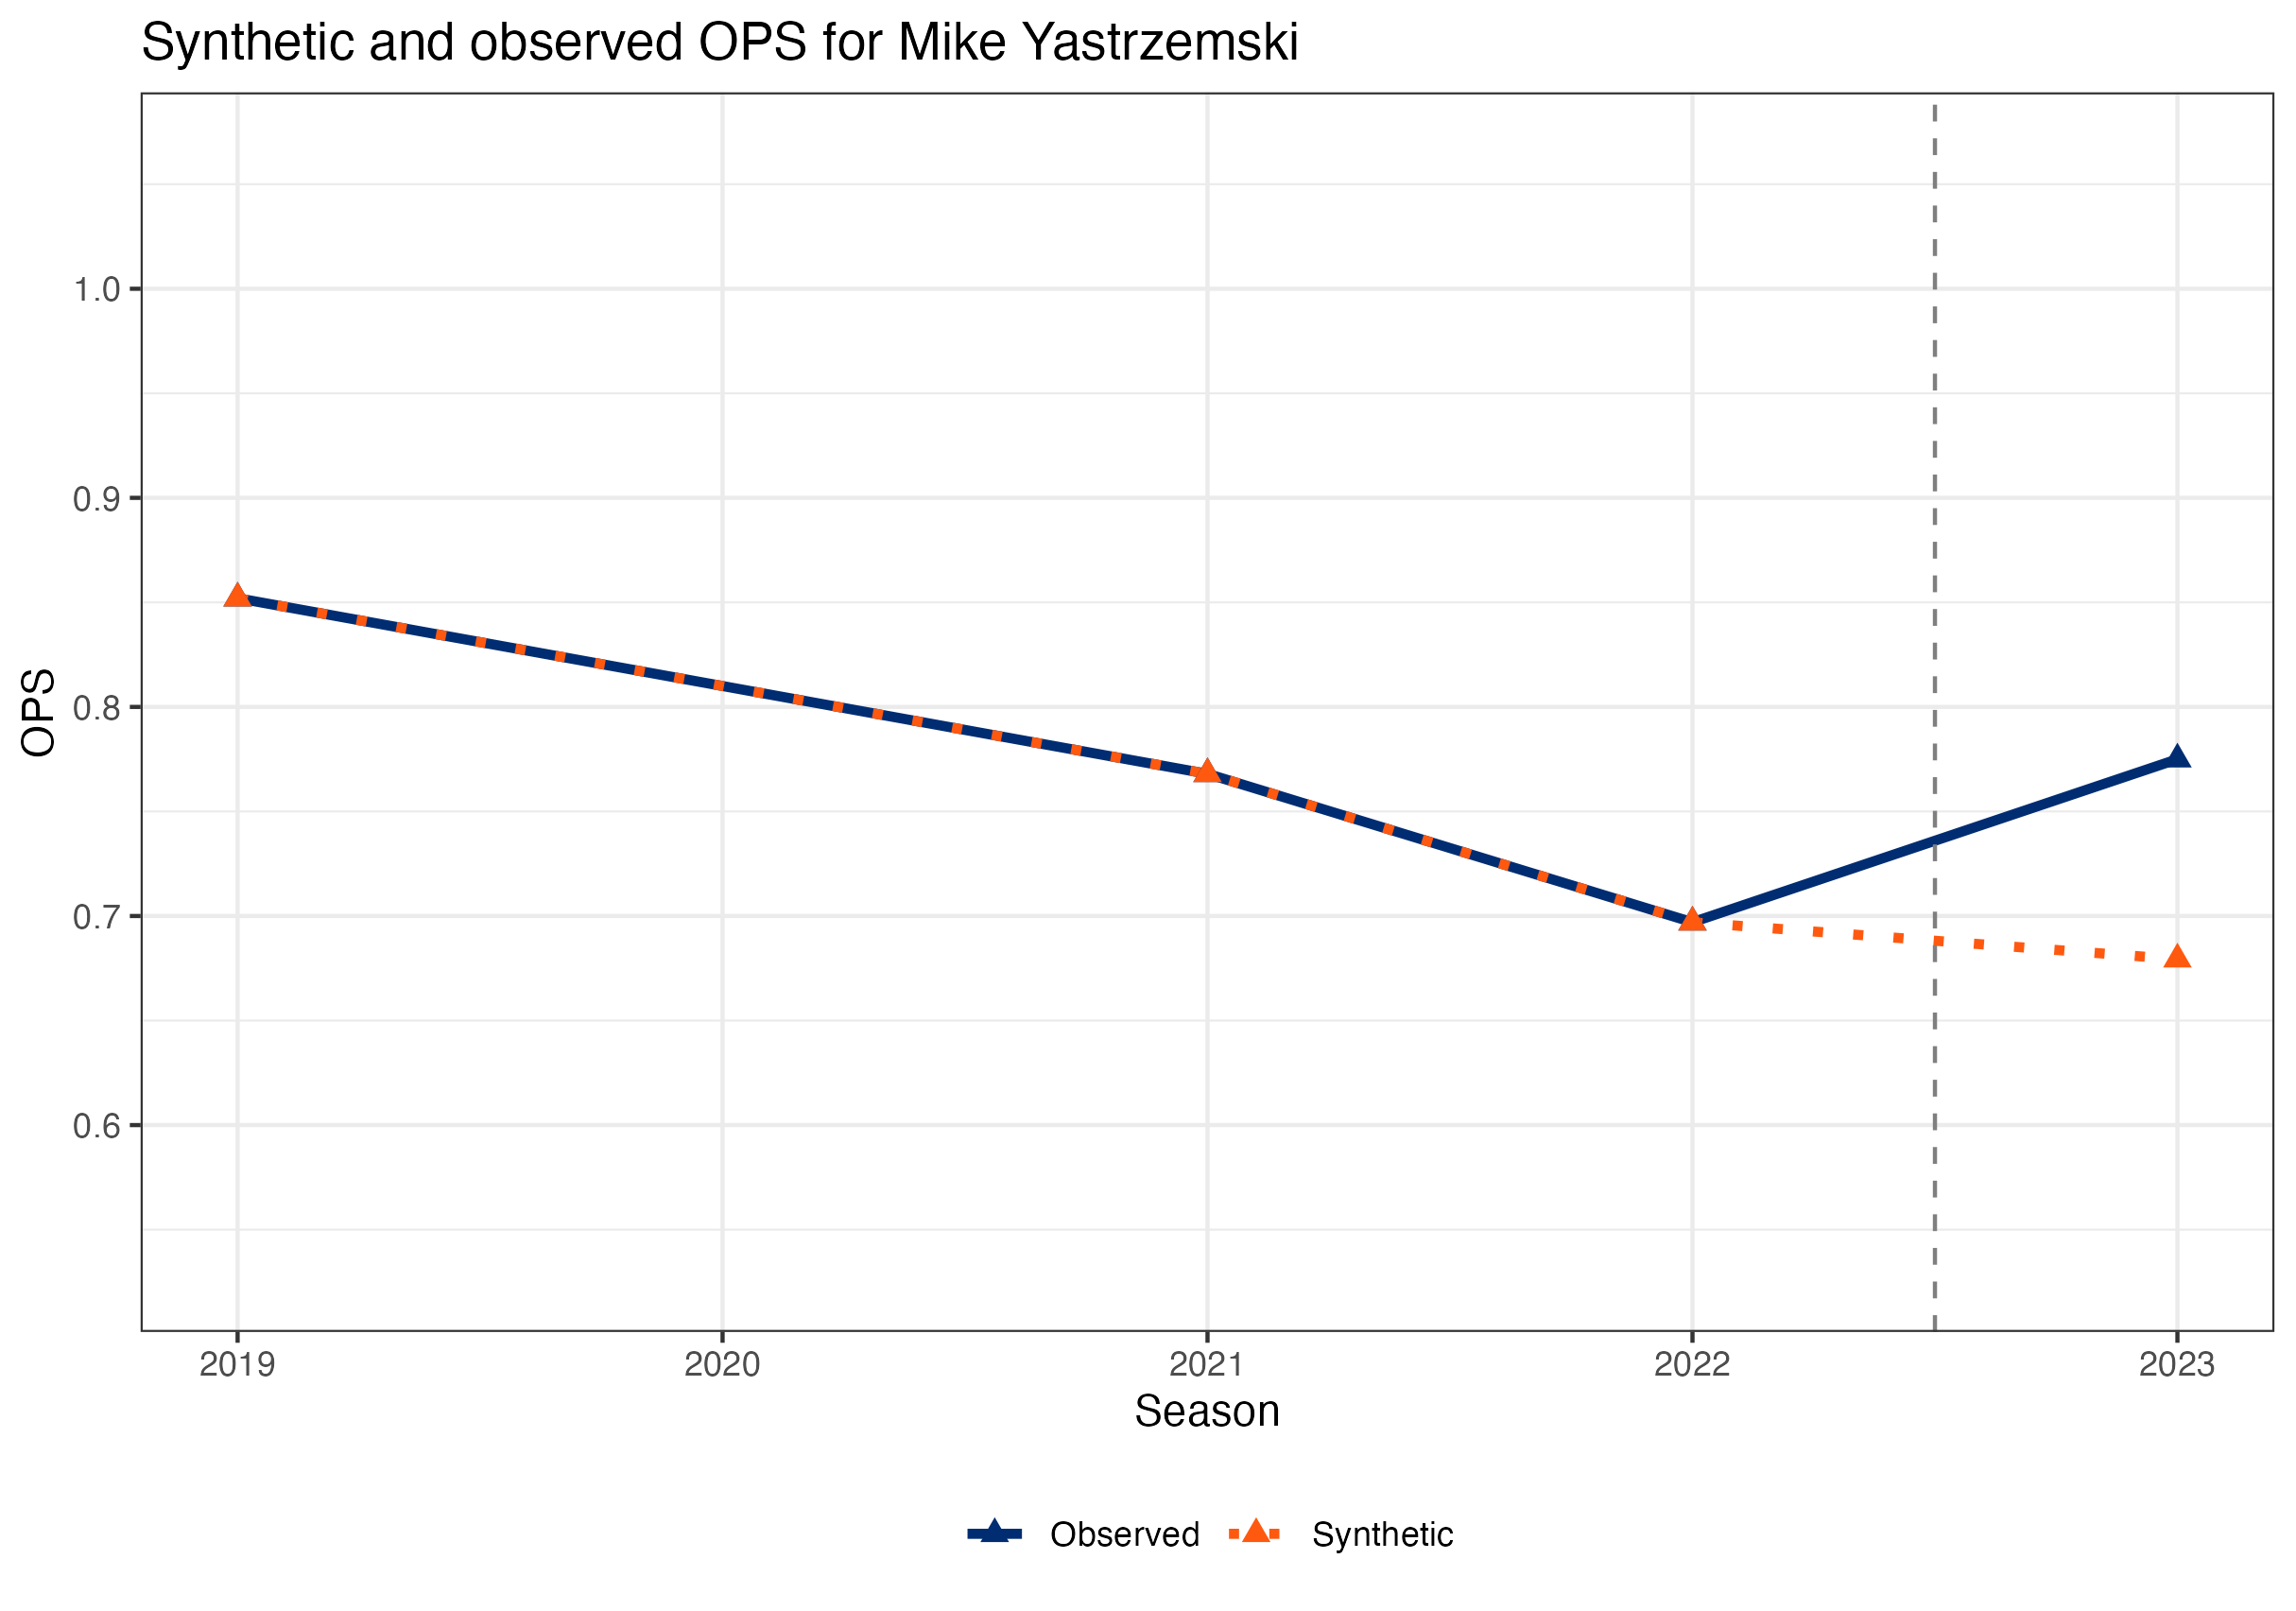 Synthetic and observed OPS for Mike Yastrzemski
1.0
0.9
0.8
0.7
0.6
OPS
2019 2020 2021 2022 2023
Season
Observed Synthetic